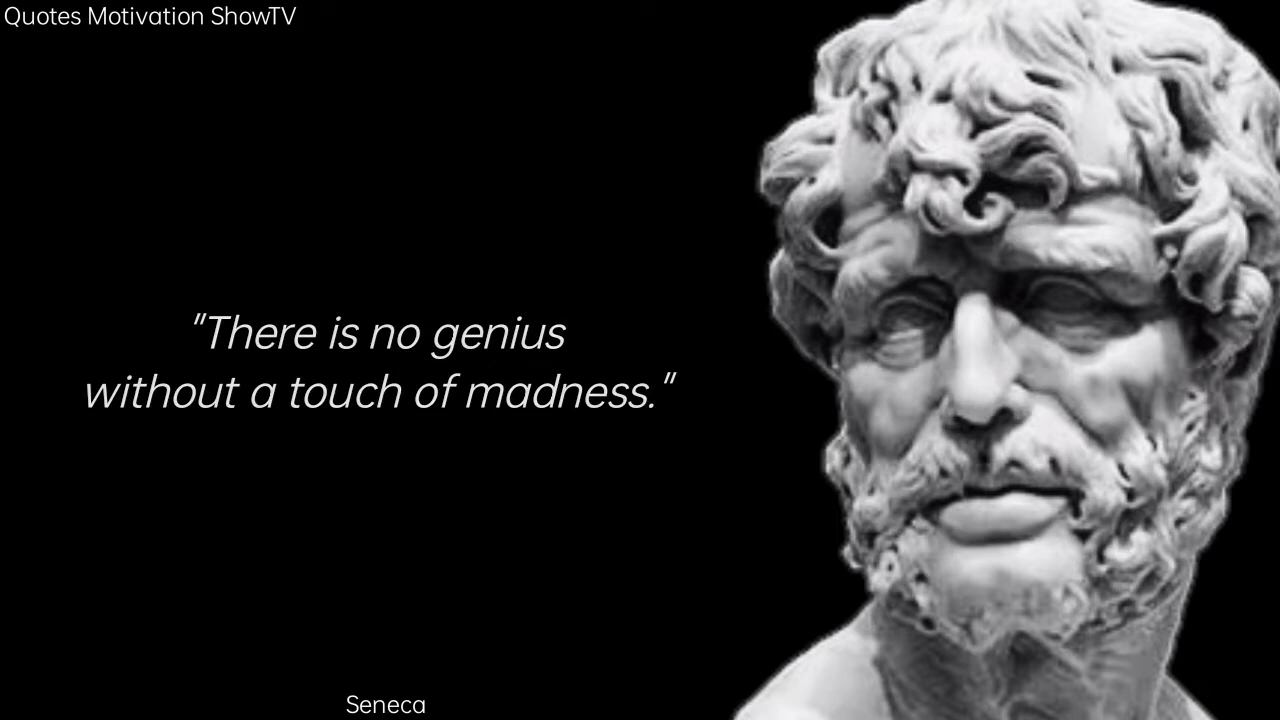 Quotes Motivation ShowTV
"There is no genius
without a touch of madness."
Seneca